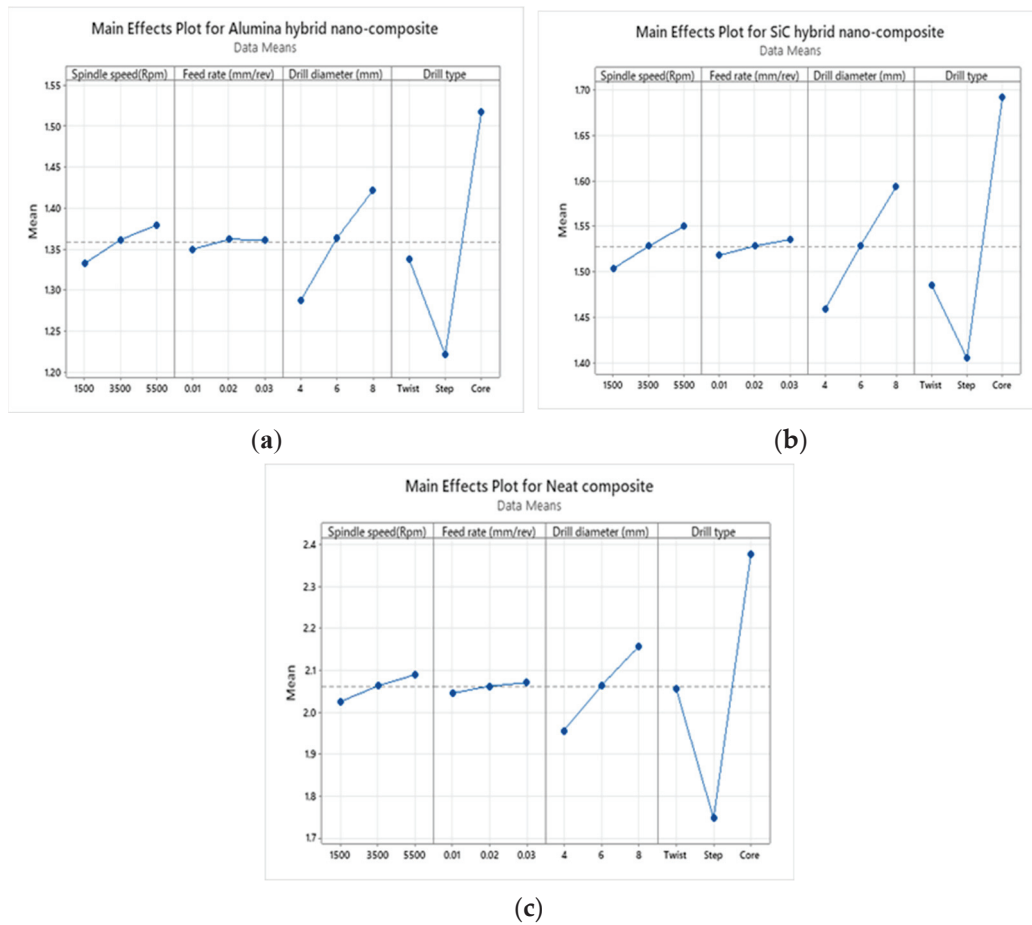 Main Effects Plot for Alumina hybrid nano-composite
Data Means
Spindle speed(Rpm) Feed rate (mm/rev) Drill diameter (mm) Drill type
1.55
1.50
1.45
1.40
1.35
1.30
1.25
1.20
Mean
1500 3500 5500 0.01 0.02 0.03 4 6 8 Twist Step Core
(a)
Main Effects Plot for SiC hybrid nano-composite
Data Means
Spindle speed(Rpm) Feed rate (mm/rev) Drill diameter (mm) Drill type
1.70
1.65
1.60
1.55
1.50
1.45
1.40
Mean
1500 3500 5500 0.01 0.02 0.03 4 6 8 Twist Step Core
(b)
Main Effects Plot for Neat composite
Data Means
Spindle speed(Rpm) Feed rate (mm/rev) Drill diameter (mm) Drill type
2.4
2.3
2.2
2.1
2.0
1.9
1.8
1.7
Mean
1500 3500 5500 0.01 0.02 0.03 4 6 8 Twist Step Core
(c)